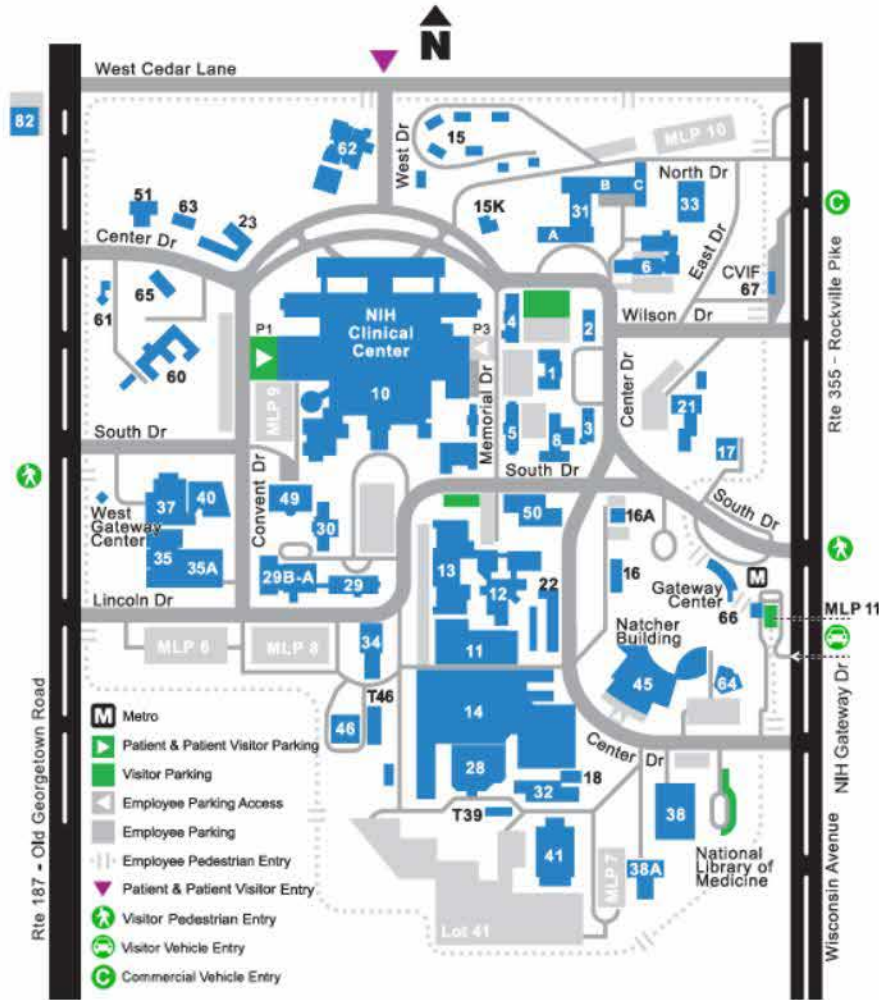 N
West Cedar Lane
82
62
West Dr
15
MLP 10
North Dr
B
C
33
31
A
15K
51
63
23
Center Dr
C
East Dr
6
CVIF
67
65
61
60
NIH
Clinical
Center
10
P1
P3
4
2
Wilson Dr
1
Center Dr
Rte 355 - Rockville Pike
MLP 9
Memorial Dr
5
8
3
21
17
South Dr
South Dr
South Dr
Convent Dr
37
40
West
Gateway
Center
35
35A
49
30
50
16A
16
29B-A
29
13
12
22
Lincoln Dr
Gateway
Center
M
66
MLP 11
Natcher
Building
MLP 6
MLP 8
34
11
45
64
T46
46
14
28
Center Dr
18
32
T39
38
41
MLP 7
38A
National
Library of
Medicine
Lot 41
NIH Gateway Dr
Wisconsin Avenue
Rte 187 - Old Georgetown Road
M Metro
Patient & Patient Visitor Parking
Visitor Parking
Employee Parking Access
Employee Parking
Employee Pedestrian Entry
Patient & Patient Visitor Entry
Visitor Pedestrian Entry
Visitor Vehicle Entry
C Commercial Vehicle Entry